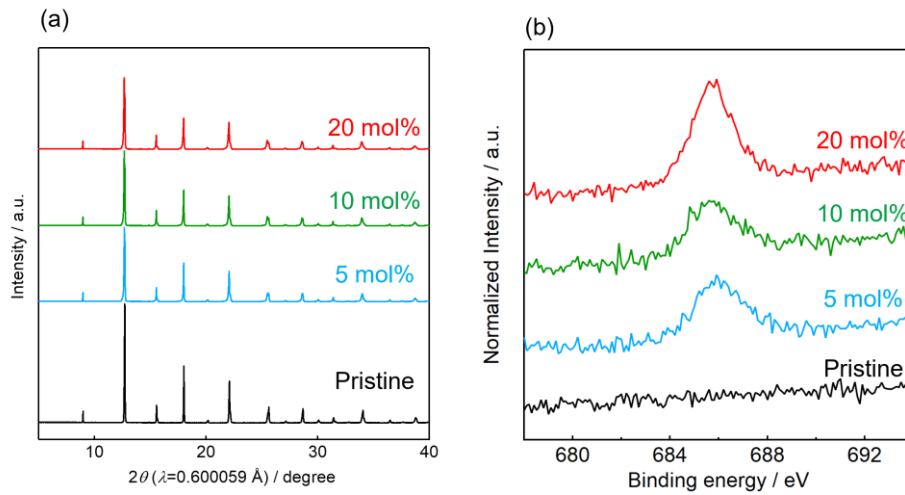 (a)
20 mol%
10 mol%
5 mol%
Pristine
Intensity / a.u.
10 20 30 40
2θ (λ=0.600059 Å) / degree
(b)
20 mol%
10 mol%
5 mol%
Pristine
Normalized Intensity / a.u.
680 684 688 692
Binding energy / eV